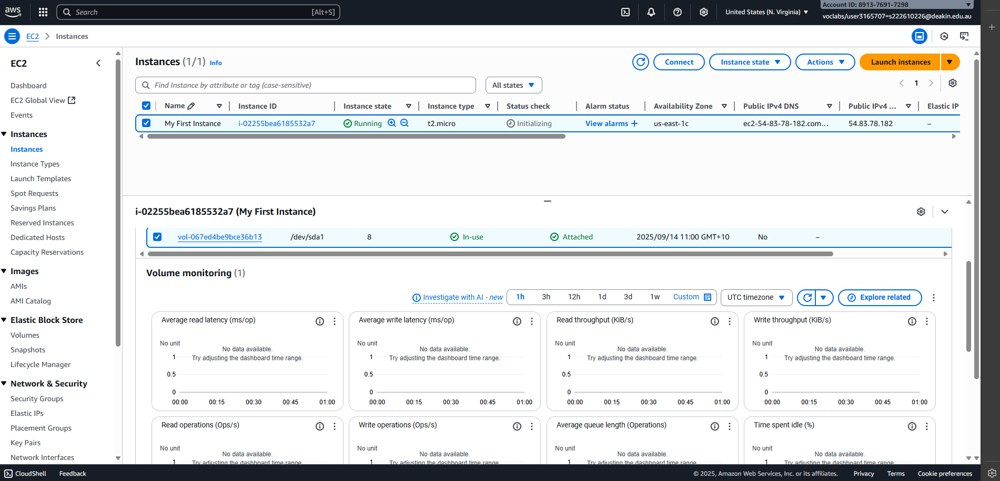 aws
Search [Alt+S]
United States (N. Virginia)
Account ID: 8913-7691-7298
voclabs/user3165707=s222610226@deakin.edu.au
EC2 Instances
EC2
Dashboard
EC2 Global View
Events
Instances
Instances
Instance Types
Launch Templates
Spot Requests
Savings Plans
Reserved Instances
Dedicated Hosts
Capacity Reservations
Images
AMIs
AMI Catalog
Elastic Block Store
Volumes
Snapshots
Lifecycle Manager
Network & Security
Security Groups
Elastic IPs
Placement Groups
Key Pairs
Network Interfaces
Instances (1/1) Info
Connect
Instance state
Actions
Launch instances
Find Instance by attribute or tag (case-sensitive)
All states
1
Name Instance ID Instance state Instance type Status check Alarm status Availability Zone Public IPv4 DNS Public IPv4 ... Elastic IP
My First Instance i-02255bea6185532a7 Running t2.micro Initializing View alarms + us-east-1c ec2-54-83-78-182.com... 54.83.78.182 –
i-02255bea6185532a7 (My First Instance)
vol-067ed4be9bce36b13 /dev/sda1 8 In-use Attached 2025/09/14 11:00 GMT+10 No –
Volume monitoring (1)
Investigate with AI - new 1h 3h 12h 1d 3d 1w Custom UTC timezone Explore related
Average read latency (ms/op)
No unit
No data available.
Try adjusting the dashboard time range.
1
0.5
0
00:00 00:15 00:30 00:45 01:00
Average write latency (ms/op)
No unit
No data available.
Try adjusting the dashboard time range.
1
0.5
0
00:00 00:15 00:30 00:45 01:00
Read throughput (KiB/s)
No unit
No data available.
Try adjusting the dashboard time range.
1
0.5
0
00:00 00:15 00:30 00:45 01:00
Write throughput (KiB/s)
No unit
No data available.
Try adjusting the dashboard time range.
1
0.5
0
00:00 00:15 00:30 00:45 01:00
Read operations (Ops/s)
No unit
No data available.
Try adjusting the dashboard time range.
1
Write operations (Ops/s)
No unit
No data available.
Try adjusting the dashboard time range.
1
Average queue length (Operations)
No unit
No data available.
Try adjusting the dashboard time range.
1
Time spent idle (%)
No unit
No data available.
Try adjusting the dashboard time range.
1
CloudShell Feedback © 2025, Amazon Web Services, Inc. or its affiliates. Privacy Terms Cookie preferences